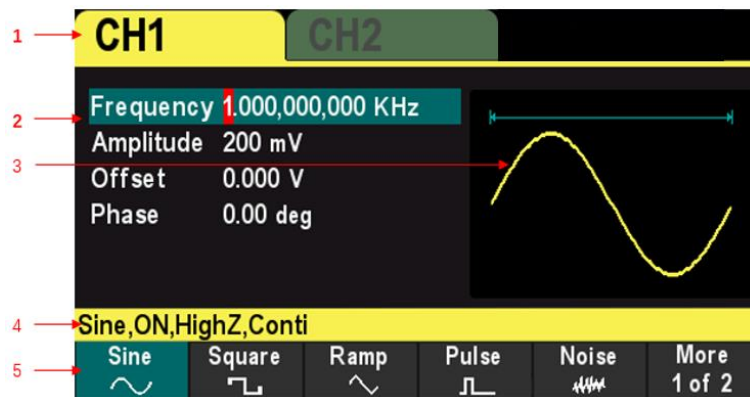 1
CH1 CH2
2
Frequency 1.000,000,000 KHz
Amplitude 200 mV
3
Offset 0.000 V
Phase 0.00 deg
4
Sine,ON,HighZ,Conti
5
Sine Square Ramp Pulse Noise More
1 of 2